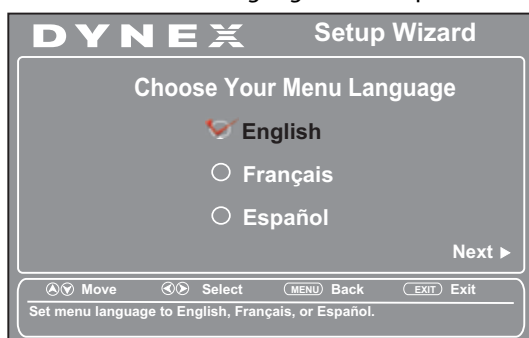 DYNEX Setup Wizard
Choose Your Menu Language
English
Français
Español
Next
Move Select MENU Back EXIT Exit
Set menu language to English, Français, or Español.